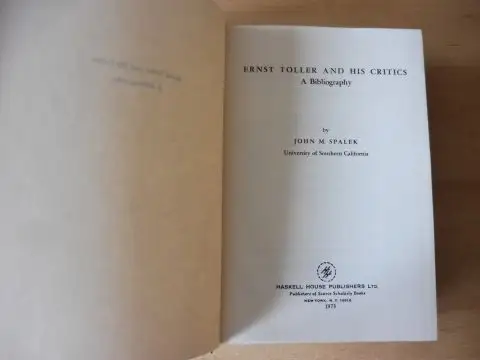 ERNST TOLLER AND HIS CRITICS
A Bibliography
by
JOHN M. SPALEK
University of Southern California
HASKELL HOUSE PUBLISHERS LTD.
Publishers of Scarce Scholarly Books
NEW YORK, N. Y. 10012
1973